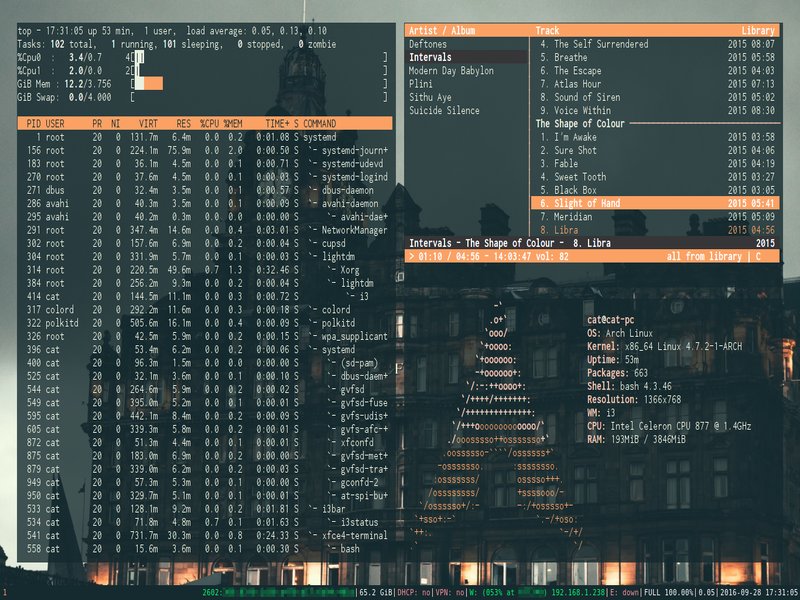 top - 17:31:05 up 53 min,  1 user,  load average: 0.05, 0.13, 0.10
Tasks: 102 total,   1 running, 101 sleeping,   0 stopped,   0 zombie
%Cpu0  :   3.4/0.7     4[||     ]
%Cpu1  :   2.0/0.0     2[|      ]
GiB Mem : 12.2/3.756    [       ]
GiB Swap:  0.0/4.000    [       ]
PID USER      PR  NI    VIRT    RES  %CPU %MEM     TIME+ S COMMAND
1 root      20   0  131.7m   6.4m   0.0  0.2   0:01.08 S systemd
156 root      20   0  224.1m  75.9m   0.0  2.0   0:00.50 S  `- systemd-journ+
183 root      20   0   36.1m   4.5m   0.0  0.1   0:00.71 S  `- systemd-udevd
270 root      20   0   37.6m   4.5m   0.0  0.1   0:00.03 S  `- systemd-logind
271 dbus      20   0   32.4m   3.5m   0.0  0.1   0:00.57 S  `- dbus-daemon
286 avahi     20   0   40.3m   3.5m   0.0  0.1   0:00.09 S  `- avahi-daemon
295 avahi     20   0   40.2m   0.3m   0.0  0.0   0:00.00 S      `- avahi-dae+
291 root      20   0  347.4m  14.6m   0.0  0.4   0:03.01 S  `- NetworkManager
302 root      20   0  157.6m   6.9m   0.0  0.2   0:00.04 S  `- cupsd
304 root      20   0  331.9m   5.7m   0.0  0.1   0:00.03 S  `- lightdm
314 root      20   0  220.5m  49.6m   0.7  1.3   0:32.46 S      `- Xorg
384 root      20   0  256.2m   9.3m   0.0  0.2   0:00.04 S      `- lightdm
414 cat       20   0  144.5m  11.1m   0.0  0.3   0:00.72 S          `- i3
317 colord    20   0  292.2m  11.6m   0.0  0.3   0:00.18 S  `- colord
322 polkitd   20   0  505.6m  16.1m   0.0  0.4   0:00.09 S  `- polkitd
326 root      20   0   42.5m   5.9m   0.0  0.2   0:00.15 S  `- wpa_supplicant
396 cat       20   0   53.4m   6.2m   0.0  0.2   0:00.06 S  `- systemd
400 cat       20   0   96.3m   1.5m   0.0  0.0   0:00.00 S      `- (sd-pam)
525 cat       20   0   32.1m   3.6m   0.0  0.1   0:00.10 S      `- dbus-daem+
544 cat       20   0  264.6m   5.9m   0.0  0.2   0:00.02 S      `- gvfsd
549 cat       20   0  395.0m   5.2m   0.0  0.1   0:00.01 S      `- gvfsd-fuse
595 cat       20   0  442.1m   8.4m   0.0  0.2   0:00.09 S      `- gvfs-udis+
605 cat       20   0  339.3m   5.8m   0.0  0.2   0:00.01 S      `- gvfs-afc-+
872 cat       20   0   51.3m   4.4m   0.0  0.1   0:00.01 S      `- xfconfd
875 cat       20   0  183.0m   6.9m   0.0  0.2   0:00.00 S      `- gvfsd-met+
879 cat       20   0  339.0m   6.2m   0.0  0.2   0:00.03 S      `- gvfsd-tra+
949 cat       20   0   57.3m   5.3m   0.0  0.1   0:00.00 S      `- gconfd-2
950 cat       20   0  329.7m   5.1m   0.0  0.1   0:00.01 S      `- at-spi-bu+
533 cat       20   0  128.1m   9.2m   0.0  0.2   0:01.81 S  `- i3bar
534 cat       20   0   71.8m   4.8m   0.7  0.1   0:01.63 S      `- i3status
541 cat       20   0  731.7m  30.3m   0.0  0.8   0:24.33 S  `- xfce4-terminal
558 cat       20   0   15.6m   3.6m   0.0  0.1   0:00.30 S      `- bash
Artist / Album   Track   Library
Deftones
Intervals
Modern Day Babylon
Plini
Sithu Aye
Suicide Silence
4. The Self Surrendered   2015 08:07
5. Breathe   2015 05:58
6. The Escape   2015 04:03
7. Atlas Hour   2015 07:13
8. Sound of Siren   2015 05:02
9. Voice Within   2015 08:30
The Shape of Colour
1. I'm Awake   2015 03:58
2. Sure Shot   2015 04:06
3. Fable   2015 04:19
4. Sweet Tooth   2015 03:27
5. Black Box   2015 03:05
6. Slight of Hand   2015 05:41
7. Meridian   2015 05:09
8. Libra   2015 04:56
Intervals - The Shape of Colour -  8. Libra   2015
> 01:10 / 04:56 - 14:03:47 vol: 82   all from library | C
cat@cat-pc
OS: Arch Linux
Kernel: x86_64 Linux 4.7.2-1-ARCH
Uptime: 53m
Packages: 663
Shell: bash 4.3.46
Resolution: 1366x768
WM: i3
CPU: Intel Celeron CPU 877 @ 1.4GHz
RAM: 193MiB / 3846MiB
1   2602:   65.2 GiB|DHCP: no|VPN: no|W: (053% at   ) 192.168.1.238|E: down|FULL 100.00%|0.05|2016-09-28 17:31:05